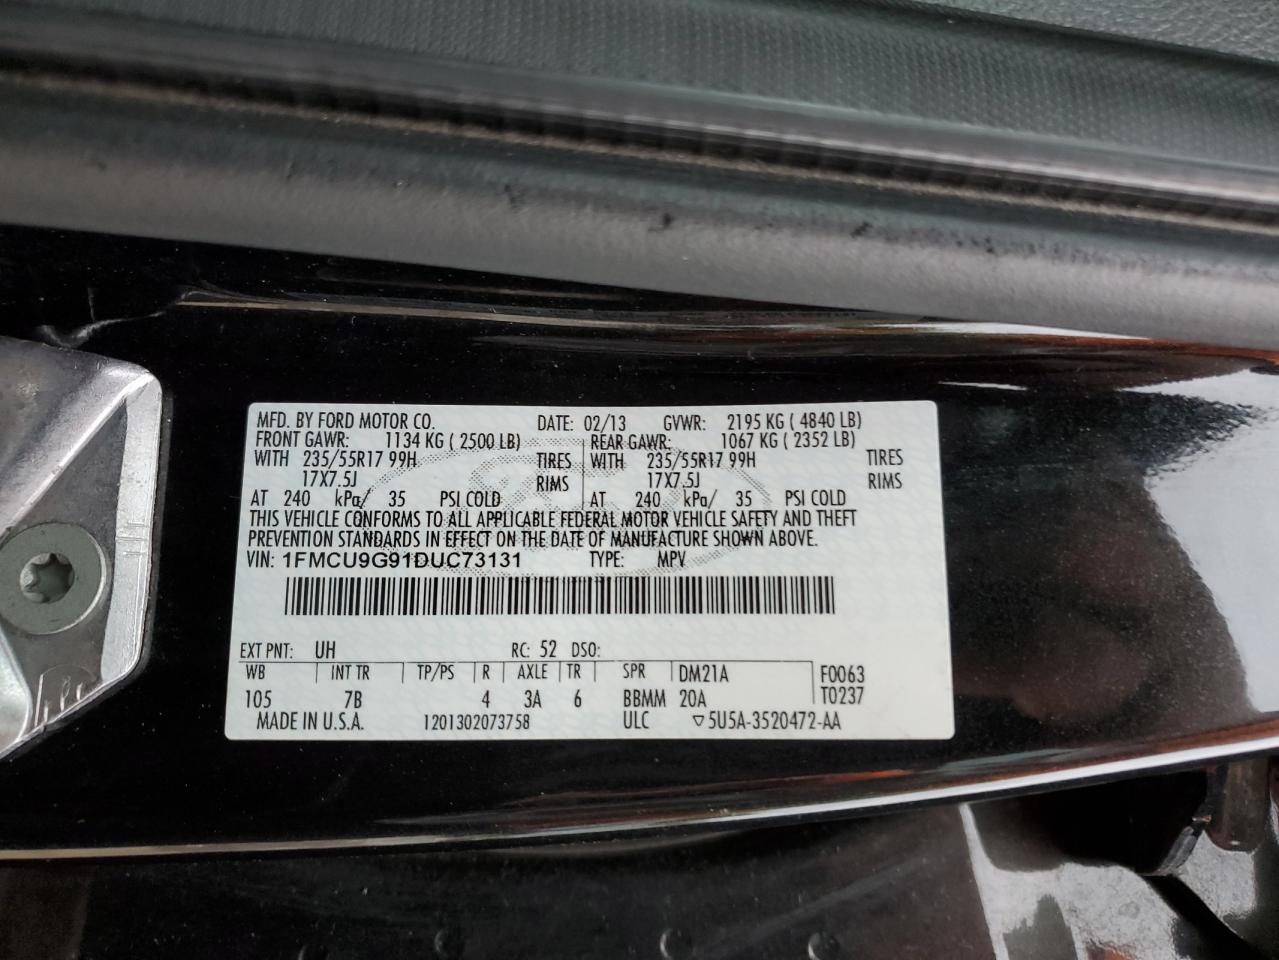 MFD. BY FORD MOTOR CO. DATE: 02/13 GVWR: 2195 KG ( 4840 LB)
FRONT GAWR: 1134 KG ( 2500 LB) REAR GAWR: 1067 KG ( 2352 LB)
WITH 235/55R17 99H TIRES WITH 235/55R17 99H TIRES
17X7.5J RIMS 17X7.5J RIMS
AT 240 kPa/ 35 PSI COLD AT 240 kPa/ 35 PSI COLD
THIS VEHICLE CONFORMS TO ALL APPLICABLE FEDERAL MOTOR VEHICLE SAFETY AND THEFT
PREVENTION STANDARDS IN EFFECT ON THE DATE OF MANUFACTURE SHOWN ABOVE.
VIN: 1FMCU9G91DUC73131 TYPE: MPV
EXT PNT: UH RC: 52 DSO:
WB INT TR TP/PS R AXLE TR SPR DM21A F0063
105 7B 4 3A 6 BBMM 20A T0237
MADE IN U.S.A. 1201302073758 ULC ▽5U5A-3520472-AA